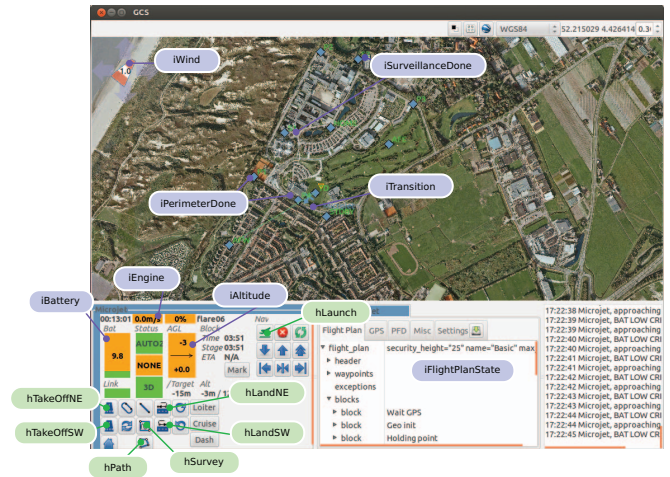 GCS
WGS84 52.215029 4.426414 0.3
iWind
1.0
iSurveillanceDone
iTransition
iPerimeterDone
iEngine
iBattery
iAltitude
hLaunch
Microjet
00:13:01 0.0m/s 0% flare06 Nav
Bat Status AGL Block
AUTO2 -3 Time 03:51
Stage 03:51
9.8 ETA N/A
NONE +0.0 Mark
Link 3D /Target Alt
-15m -3m / 1
Loiter
Cruise
Dash
hTakeOffNE
hTakeOffSW
hPath
hSurvey
hLandNE
hLandSW
Flight Plan GPS PFD Misc Settings
flight_plan security_height="25" name="Basic" max
header
waypoints
exceptions
blocks
block Wait GPS
block Geo init
block Holding point
iFlightPlanState
17:22:38 Microjet, approaching
17:22:39 Microjet, BAT LOW CRI
17:22:39 Microjet, approaching
17:22:40 Microjet, BAT LOW CRI
17:22:40 Microjet, approaching
17:22:41 Microjet, BAT LOW CRI
17:22:41 Microjet, approaching
17:22:42 Microjet, BAT LOW CRI
17:22:42 Microjet, approaching
17:22:43 Microjet, BAT LOW CRI
17:22:43 Microjet, approaching
17:22:44 Microjet, BAT LOW CRI
17:22:44 Microjet, approaching
17:22:45 Microjet, BAT LOW CRI